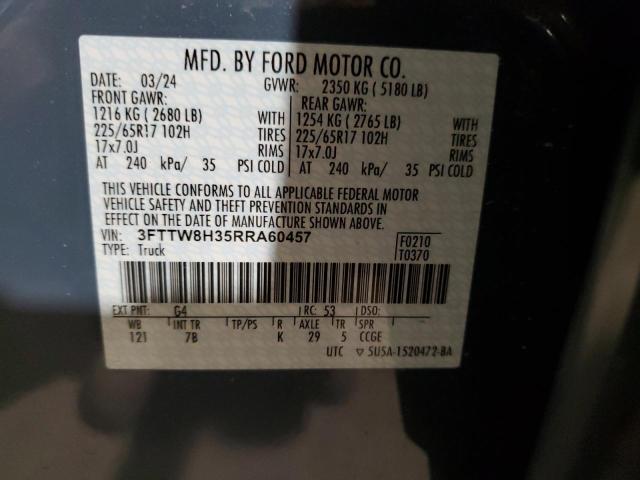 MFD. BY FORD MOTOR CO.
DATE: 03/24 GVWR: 2350 KG ( 5180 LB)
FRONT GAWR: REAR GAWR:
1216 KG ( 2680 LB) 1254 KG ( 2765 LB)
225/65R17 102H TIRES 225/65R17 102H TIRES
17x7.0J RIMS 17x7.0J RIMS
AT 240 kPa/ 35 PSI COLD AT 240 kPa/ 35 PSI COLD
THIS VEHICLE CONFORMS TO ALL APPLICABLE FEDERAL MOTOR
VEHICLE SAFETY AND THEFT PREVENTION STANDARDS IN
EFFECT ON THE DATE OF MANUFACTURE SHOWN ABOVE.
VIN: 3FTTW8H35RRA60457 F0210
TYPE: Truck T0370
EXT PNT: G4 RC: 53 DSO:
WB INT TR TP/PS R AXLE TR SPR
121 7B K 29 5 CCGE
UTC ▽ 5U5A-1520472-BA